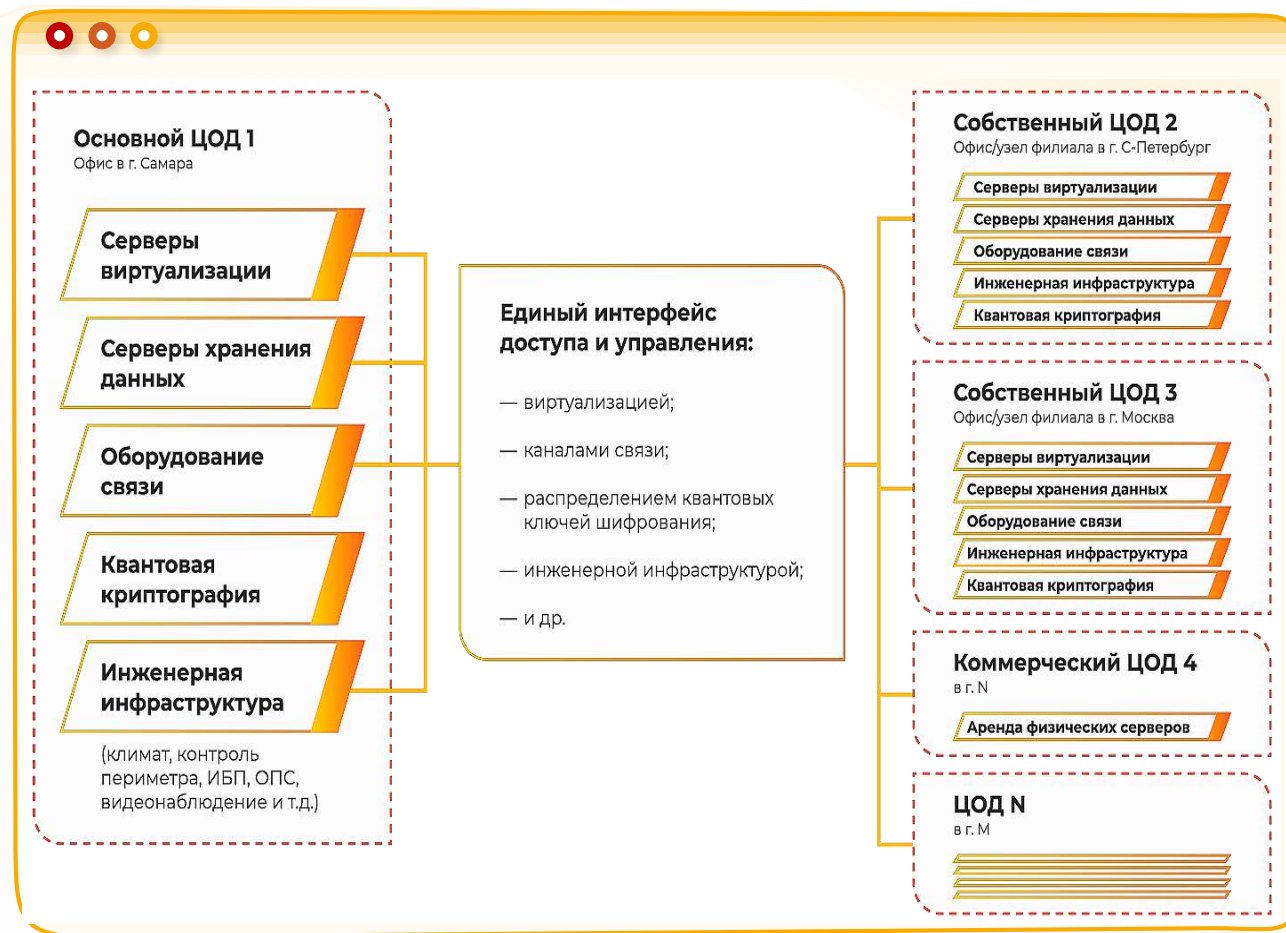 Основной ЦОД 1
Офис в г. Самара
Серверы
виртуализации
Серверы хранения
данных
Оборудование
связи
Квантовая
криптография
Инженерная
инфраструктура
(климат, контроль
периметра, ИБП, ОПС,
видеонаблюдение и т.д.)
Единый интерфейс
доступа и управления:
— виртуализацией;
— каналами связи;
— распределением квантовых
ключей шифрования;
— инженерной инфраструктурой;
— и др.
Собственный ЦОД 2
Офис/узел филиала в г. С-Петербург
Серверы виртуализации
Серверы хранения данных
Оборудование связи
Инженерная инфраструктура
Квантовая криптография
Собственный ЦОД 3
Офис/узел филиала в г. Москва
Серверы виртуализации
Серверы хранения данных
Оборудование связи
Инженерная инфраструктура
Квантовая криптография
Коммерческий ЦОД 4
в г. N
Аренда физических серверов
ЦОД N
в г. М